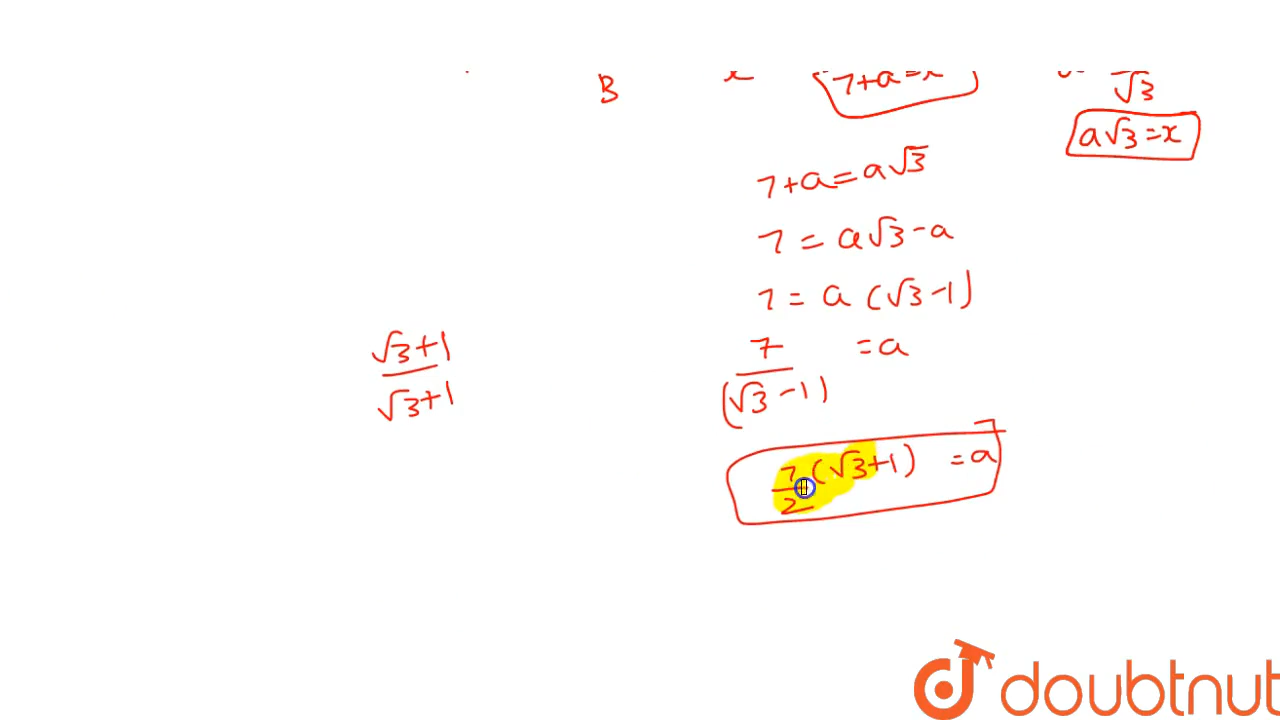 B
7+a=x
√3
a√3=x
7+a=a√3
7=a√3-a
7=a(√3-1)
√3+1
√3+1
7
(√3-1)
=a
7/2(√3+1) =a
doubtnut